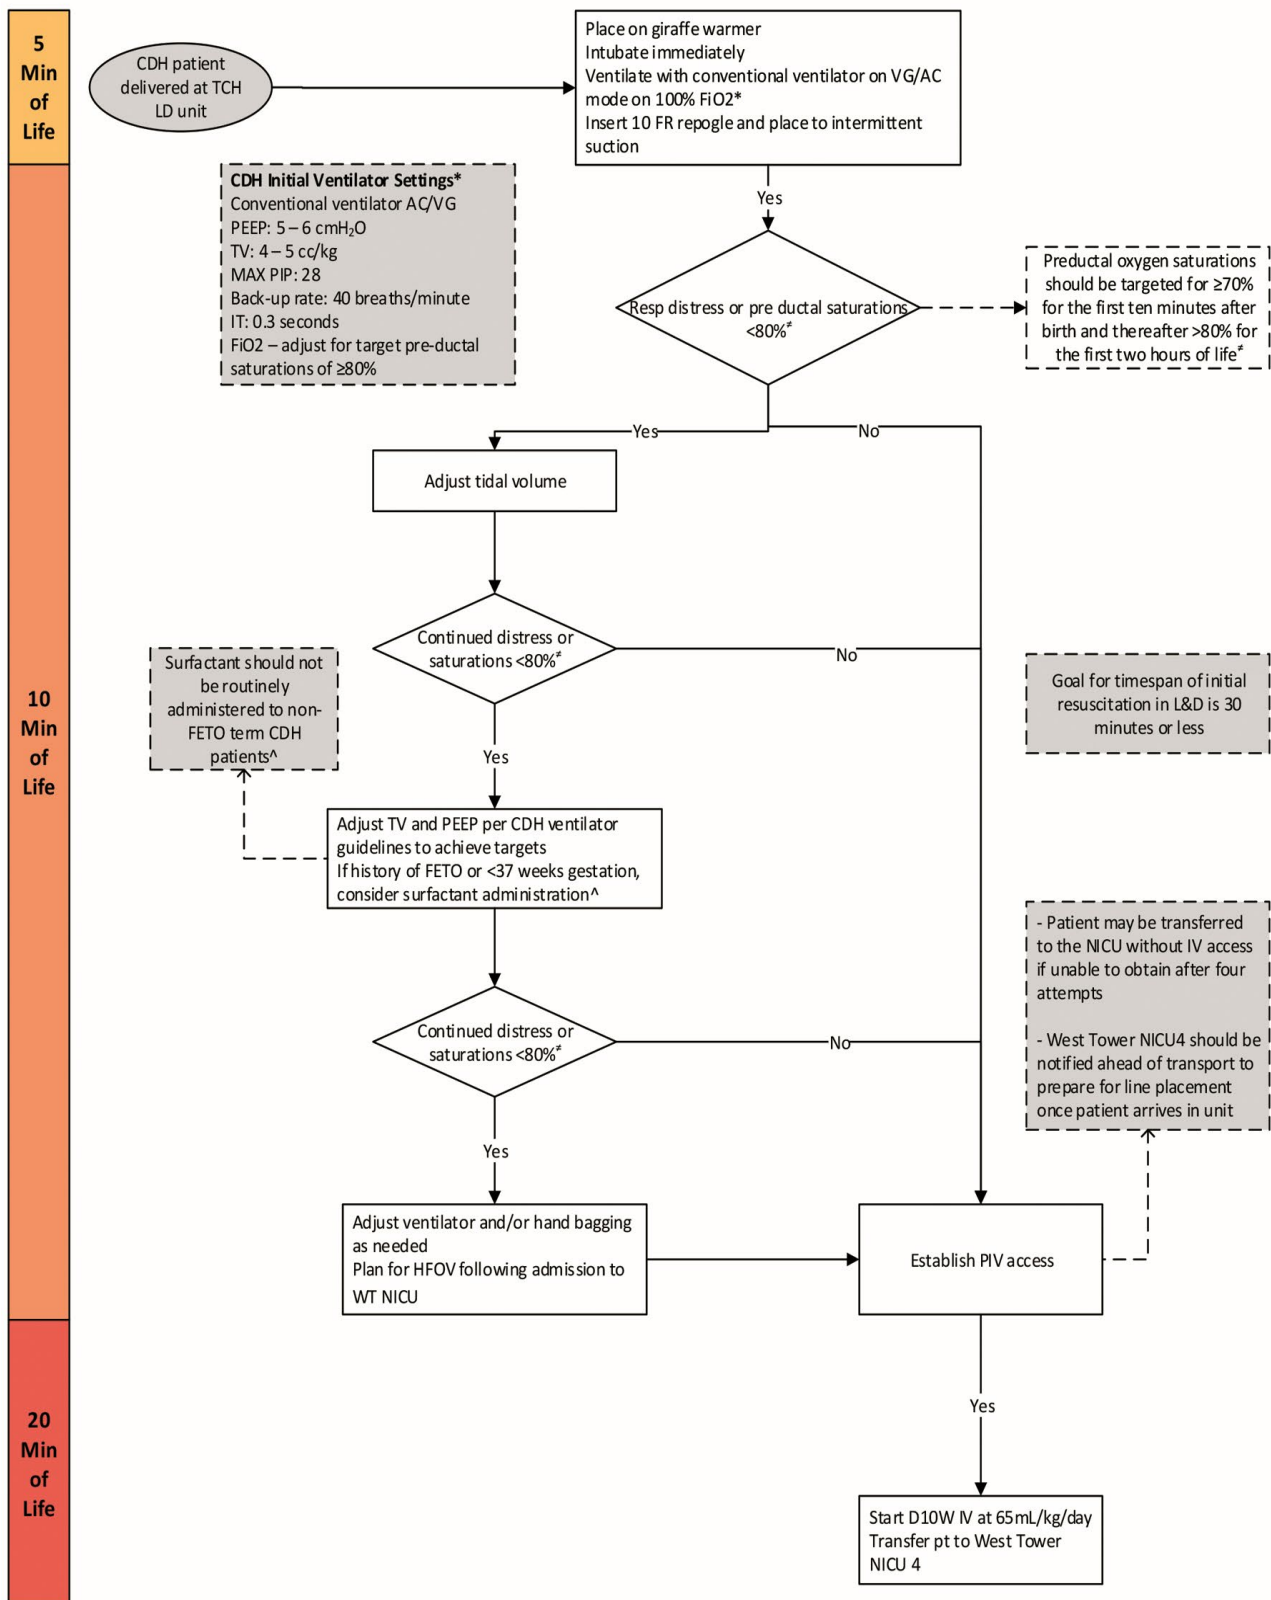 5
Min
of
Life
CDH patient
delivered at TCH
LD unit
Place on giraffe warmer
Intubate immediately
Ventilate with conventional ventilator on VG/AC
mode on 100% FiO2*
Insert 10 FR repogle and place to intermittent
suction
CDH Initial Ventilator Settings*
Conventional ventilator AC/VG
PEEP: 5 – 6 cmH₂O
TV: 4 – 5 cc/kg
MAX PIP: 28
Back-up rate: 40 breaths/minute
IT: 0.3 seconds
FiO2 – adjust for target pre-ductal
saturations of ≥80%
Yes
Resp distress or pre ductal saturations
<80%≠
Preductal oxygen saturations
should be targeted for ≥70%
for the first ten minutes after
birth and thereafter >80% for
the first two hours of life≠
Yes
No
Adjust tidal volume
10
Min
of
Life
Continued distress or
saturations <80%≠
No
Surfactant should not
be routinely
administered to non-
FETO term CDH
patients^
Goal for timespan of initial
resuscitation in L&D is 30
minutes or less
Yes
Adjust TV and PEEP per CDH ventilator
guidelines to achieve targets
If history of FETO or <37 weeks gestation,
consider surfactant administration^
- Patient may be transferred
to the NICU without IV access
if unable to obtain after four
attempts
- West Tower NICU4 should be
notified ahead of transport to
prepare for line placement
once patient arrives in unit
Continued distress or
saturations <80%≠
No
Yes
Adjust ventilator and/or hand bagging
as needed
Plan for HFOV following admission to
WT NICU
Establish PIV access
20
Min
of
Life
Yes
Start D10W IV at 65mL/kg/day
Transfer pt to West Tower
NICU 4